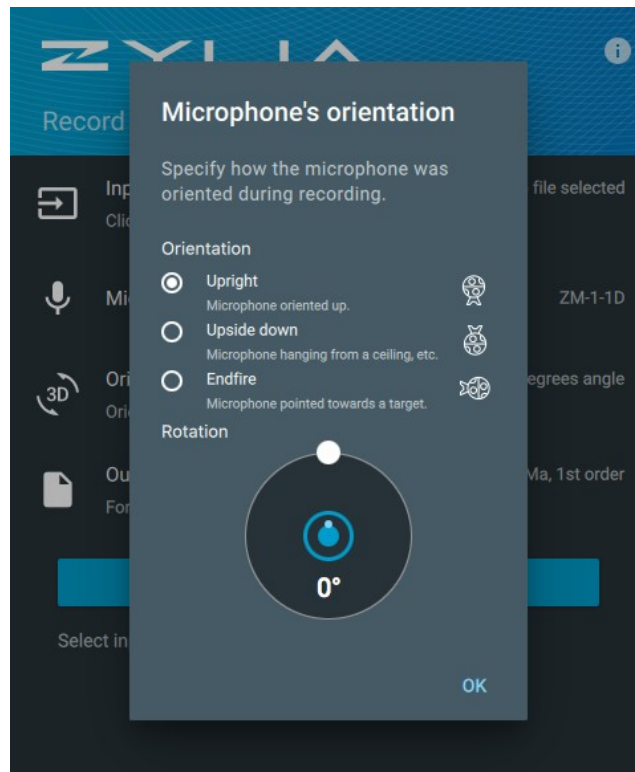 ZYLIA
Record
Microphone's orientation
Specify how the microphone was
oriented during recording.
file selected
Orientation
Upright
Microphone oriented up.
ZM-1-1D
Upside down
Microphone hanging from a ceiling, etc.
3D
Endfire
Microphone pointed towards a target.
egrees angle
Rotation
1st order
0°
OK